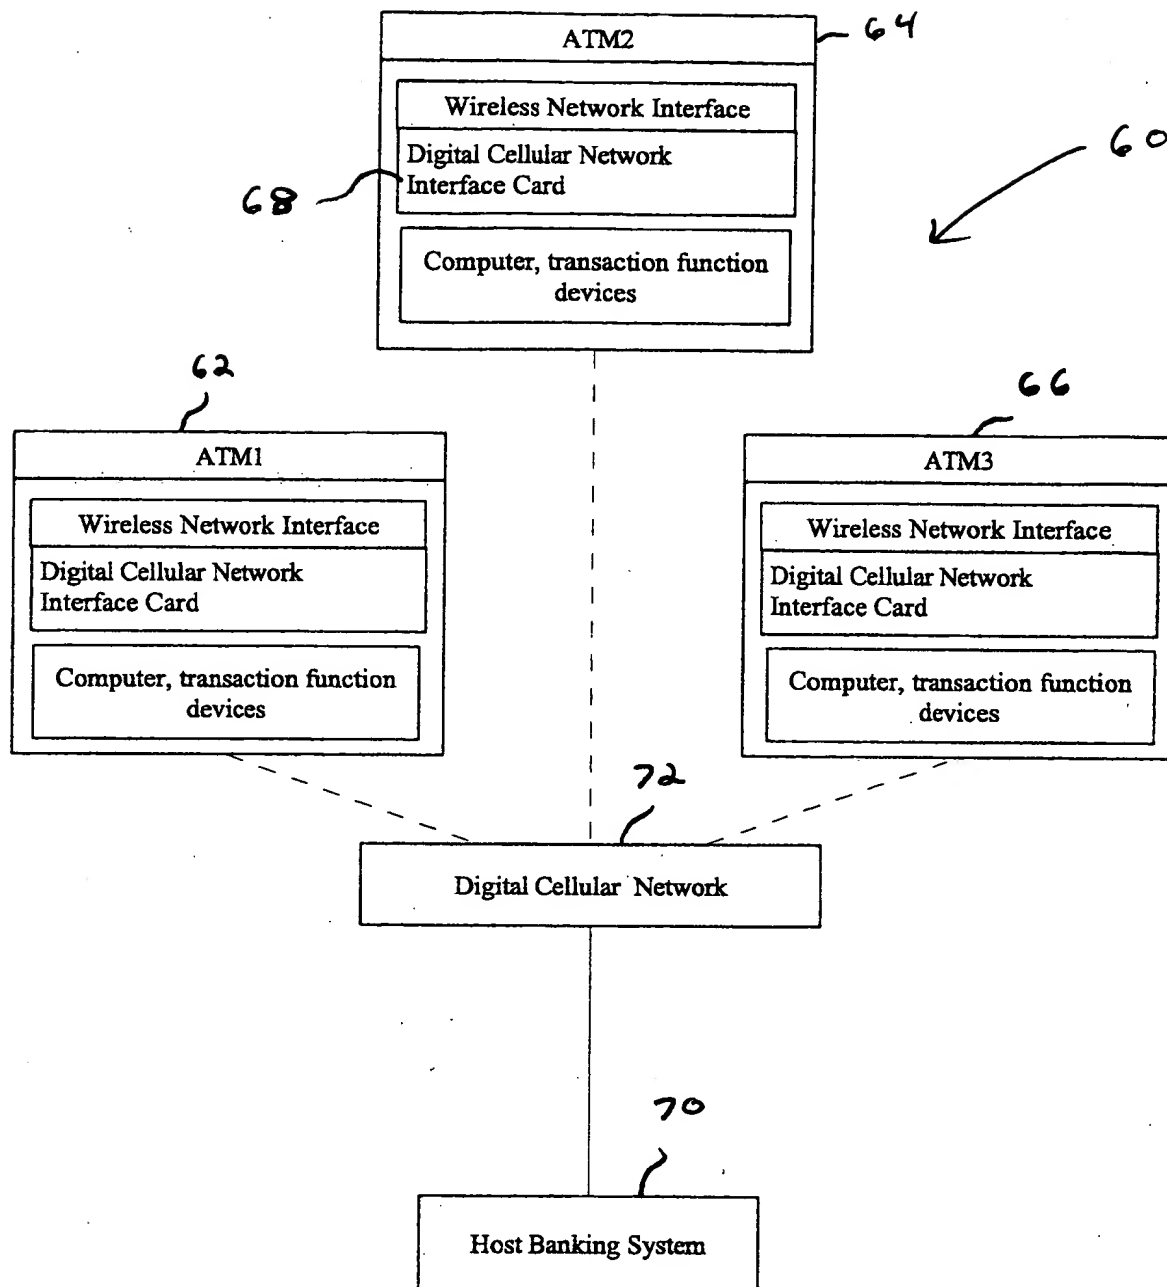 ATM2
64
Wireless Network Interface
Digital Cellular Network
Interface Card
68
60
Computer, transaction function
devices
62
ATM1
Wireless Network Interface
Digital Cellular Network
Interface Card
Computer, transaction function
devices
66
ATM3
Wireless Network Interface
Digital Cellular Network
Interface Card
Computer, transaction function
devices
72
Digital Cellular Network
70
Host Banking System